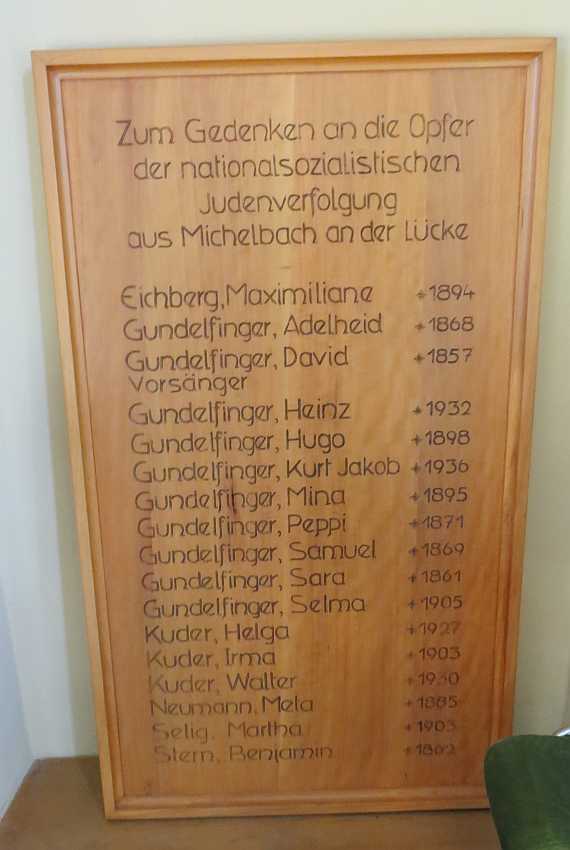 Zum Gedenken an die Opfer
der nationalsozialistischen
Judenverfolgung
aus Michelbach an der Lücke
Eichberg, Maximiliane *1894
Gundelfinger, Adelheid *1868
Gundelfinger, David *1857
Vorsänger
Gundelfinger, Heinz *1932
Gundelfinger, Hugo *1898
Gundelfinger, Kurt Jakob *1936
Gundelfinger, Mina *1895
Gundelfinger, Peppi *1871
Gundelfinger, Samuel *1869
Gundelfinger, Sara *1861
Gundelfinger, Selma *1905
Kuder, Helga *1927
Kuder, Irma *1903
Kuder, Walter *1930
Neumann, Mela *1885
Selig, Martha *1903
Stern, Benjamin *1862